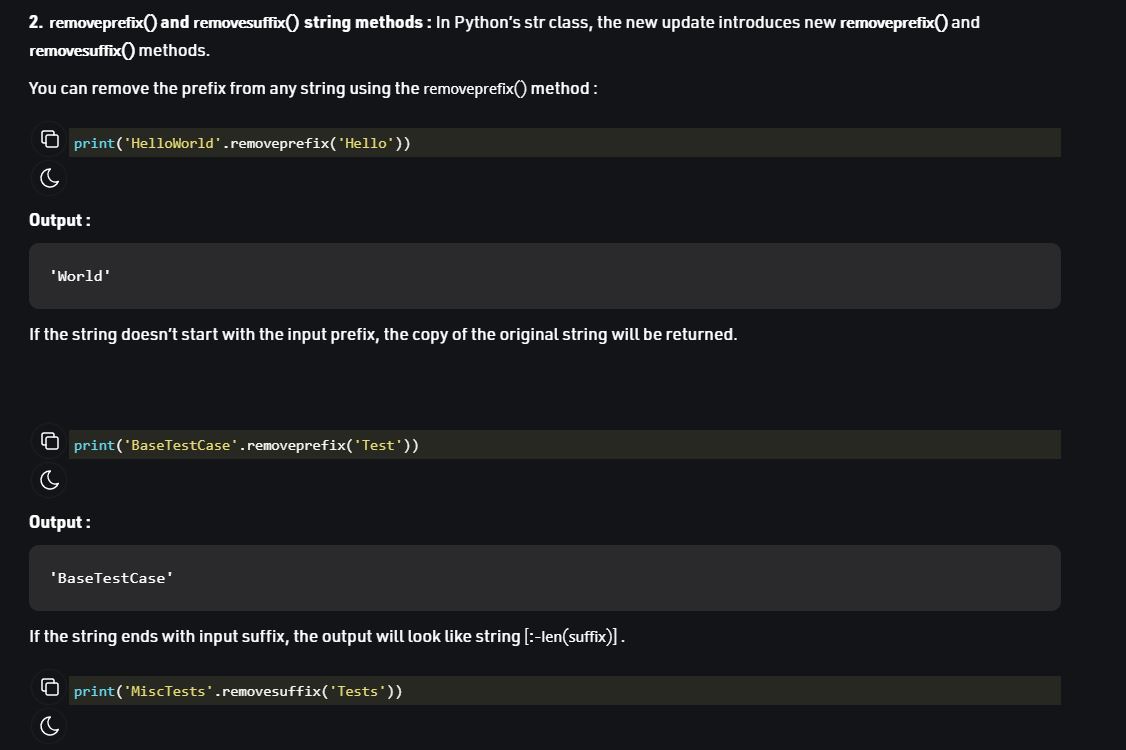 2. removeprefix() and removesuffix() string methods : In Python’s str class, the new update introduces new removeprefix() and
removesuffix() methods.
You can remove the prefix from any string using the removeprefix() method :
print('HelloWorld'.removeprefix('Hello'))
Output :
'World'
If the string doesn’t start with the input prefix, the copy of the original string will be returned.
print('BaseTestCase'.removeprefix('Test'))
Output :
'BaseTestCase'
If the string ends with input suffix, the output will look like string [:-len(suffix)] .
print('MiscTests'.removesuffix('Tests'))